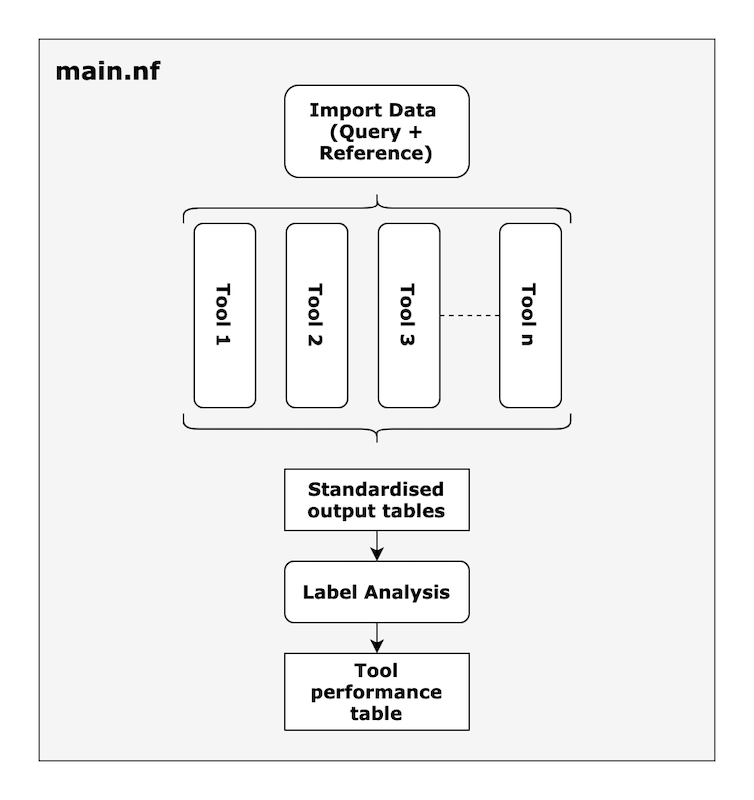 main.nf
Import Data
(Query +
Reference)
Tool 1
Tool 2
Tool 3
Tool n
Standardised
output tables
Label Analysis
Tool
performance
table